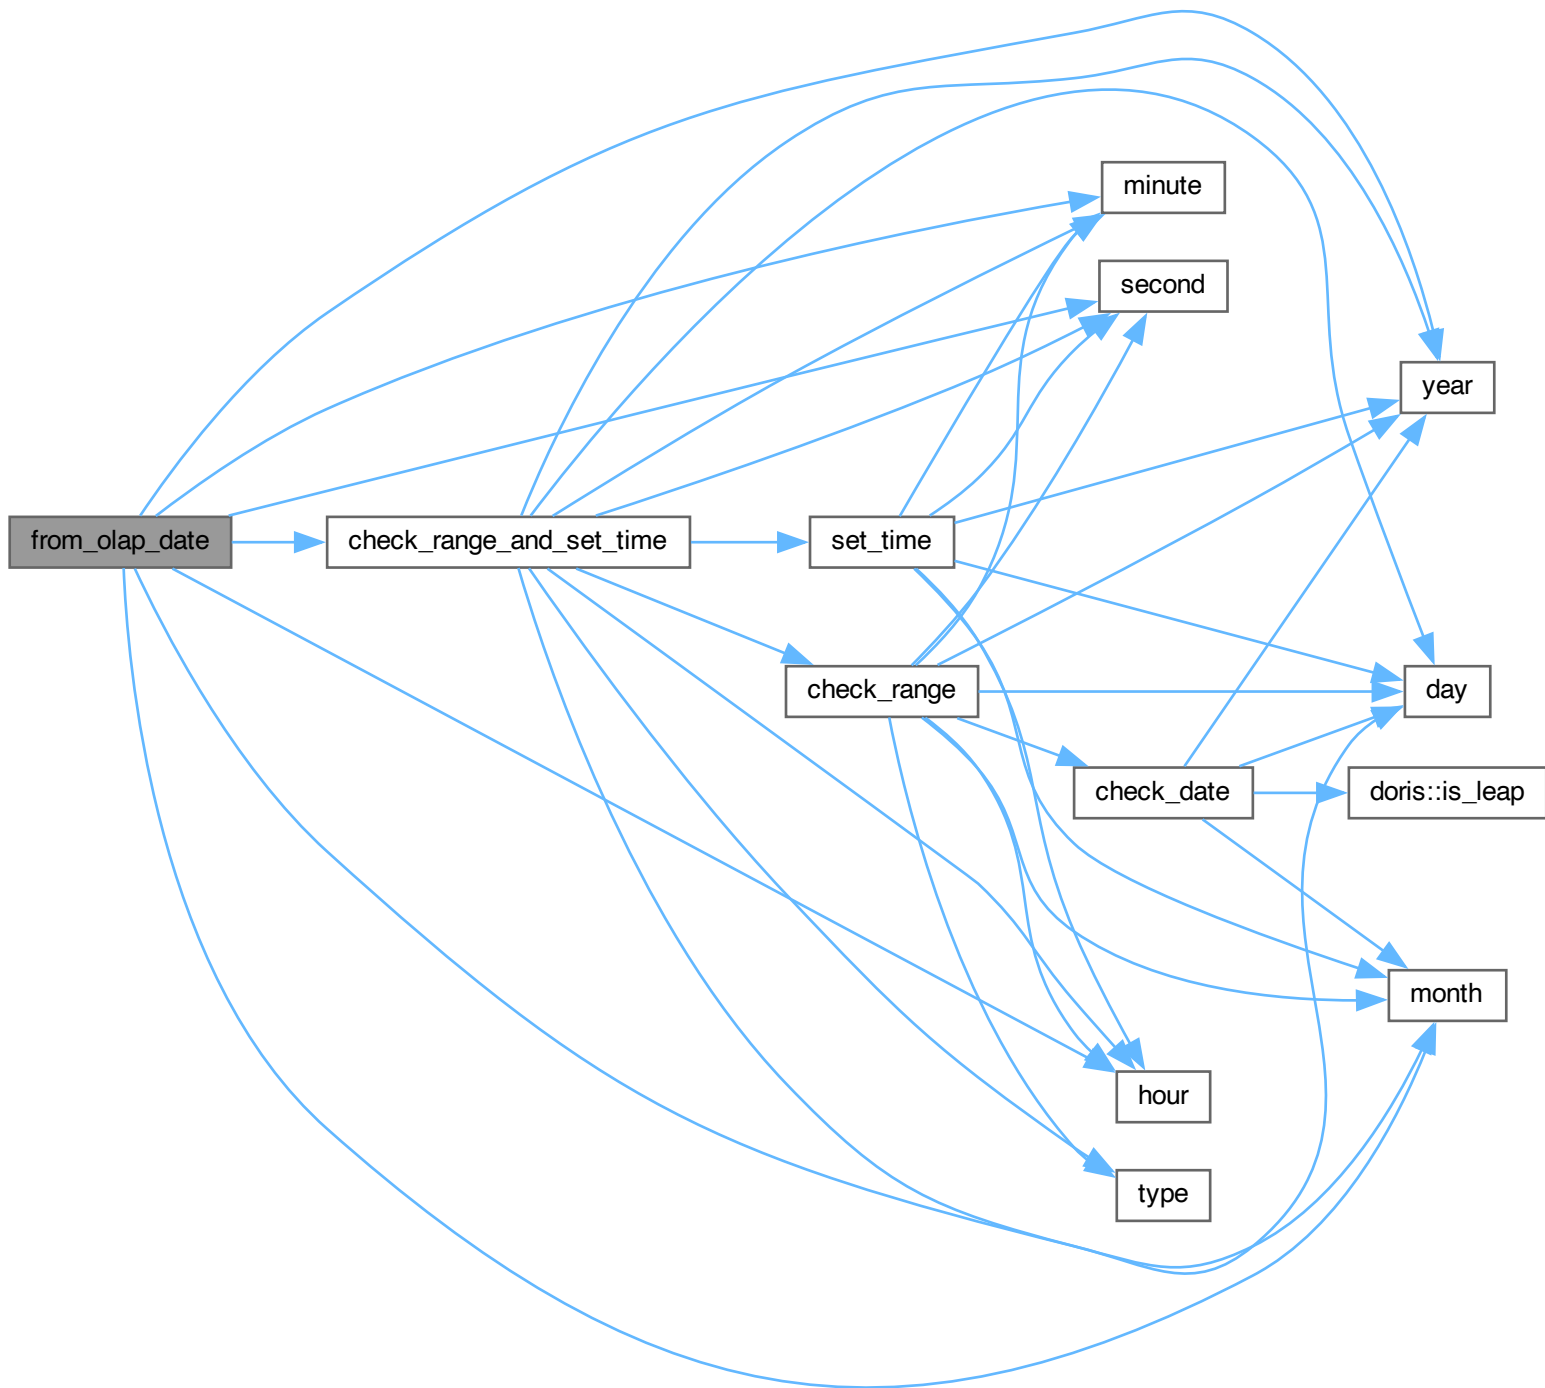 minute
second
year
from_olap_date
check_range_and_set_time
set_time
check_range
day
check_date
doris::is_leap
month
hour
type